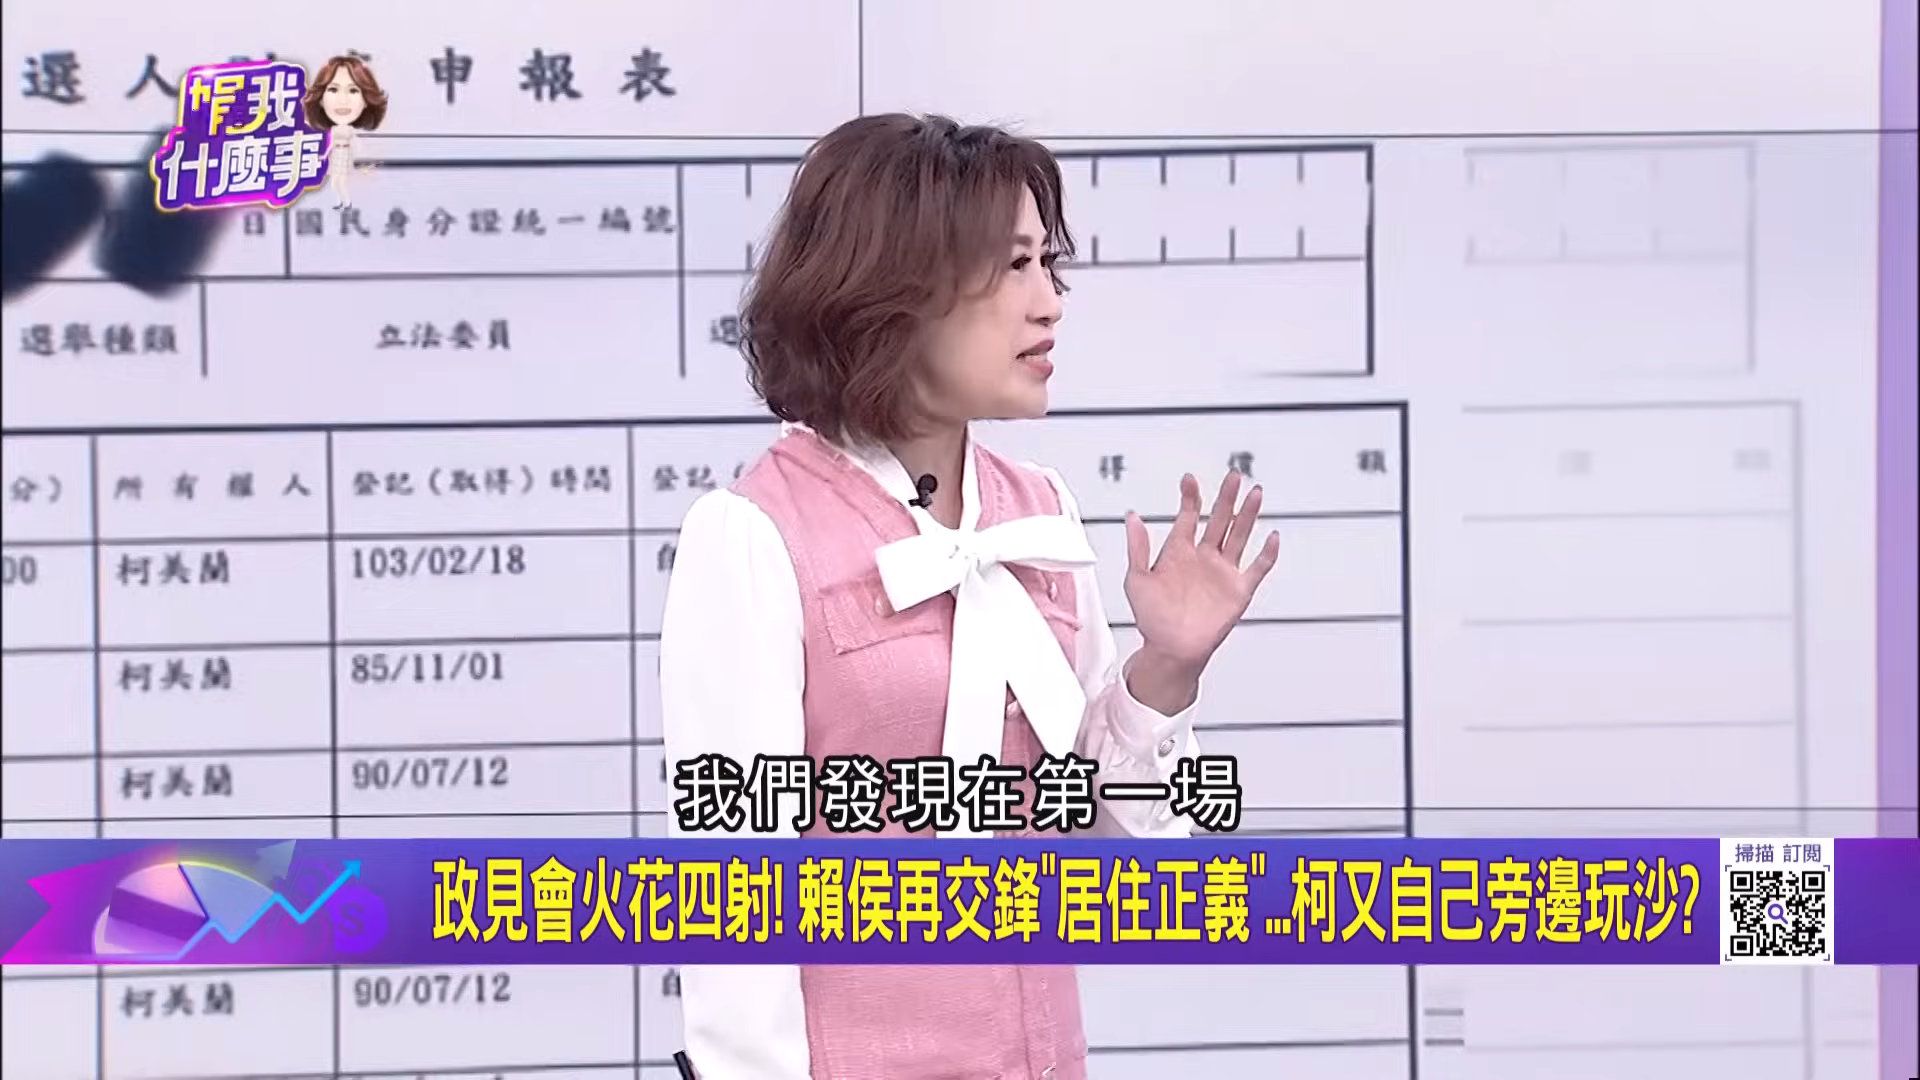 選人 申報表
帽我
什麼事
日 國民身分證統一編號
選舉種類 立法委員 選
分） 所有權人 登記（取得）時間 登記（ 得價額
00 柯美蘭 103/02/18 自
柯美蘭 85/11/01
柯美蘭 90/07/12
我們發現在第一場
政見會火花四射! 賴侯再交鋒"居住正義"...柯又自己旁邊玩沙?
掃描 訂閱
柯美蘭 90/07/12 自